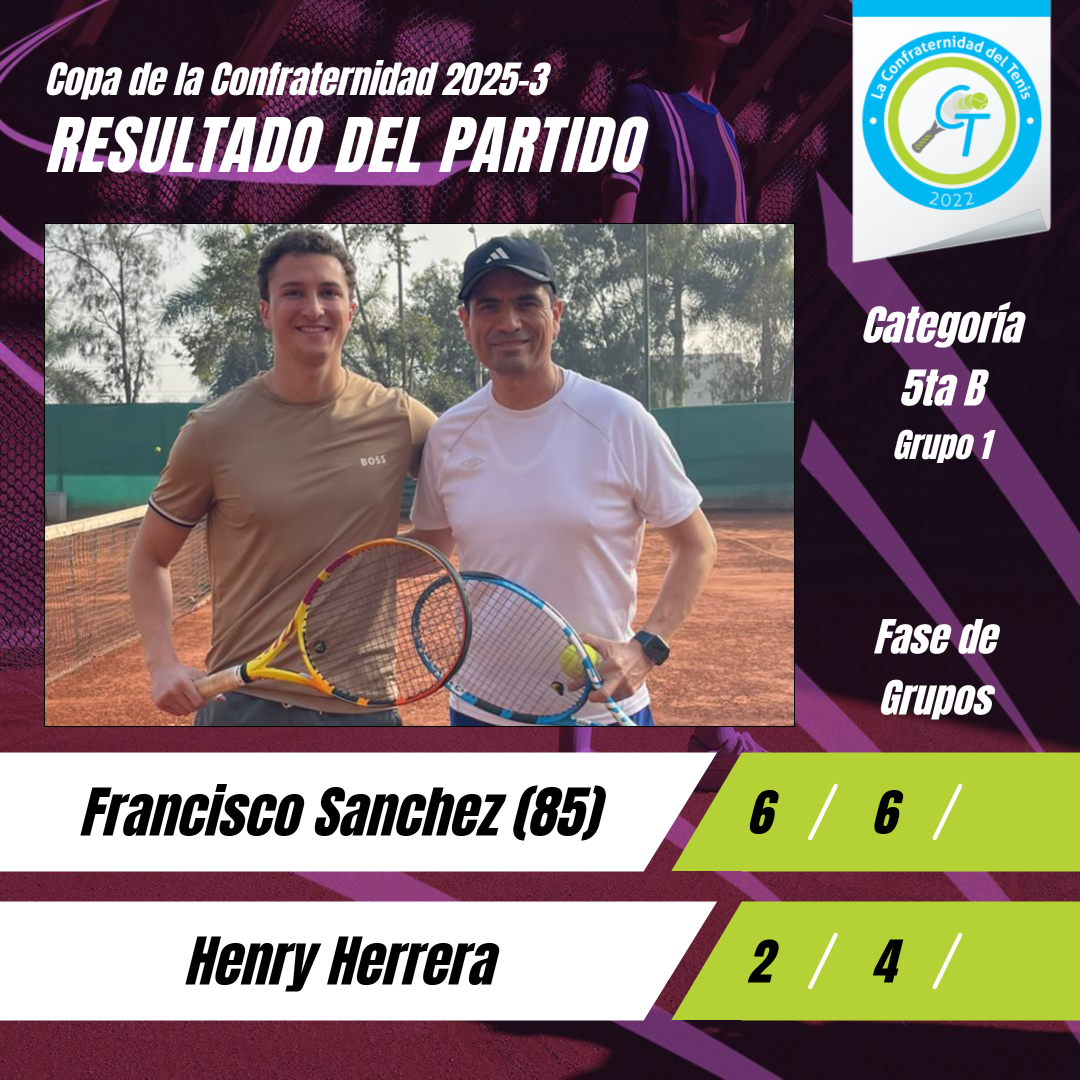 Copa de la Confraternidad 2025-3
RESULTADO DEL PARTIDO
La Confraternidad del Tenis
CT
2022
Categoría
5ta B
Grupo 1
BOSS
Fase de
Grupos
Francisco Sanchez (85)
6 / 6 /
Henry Herrera
2 / 4 /